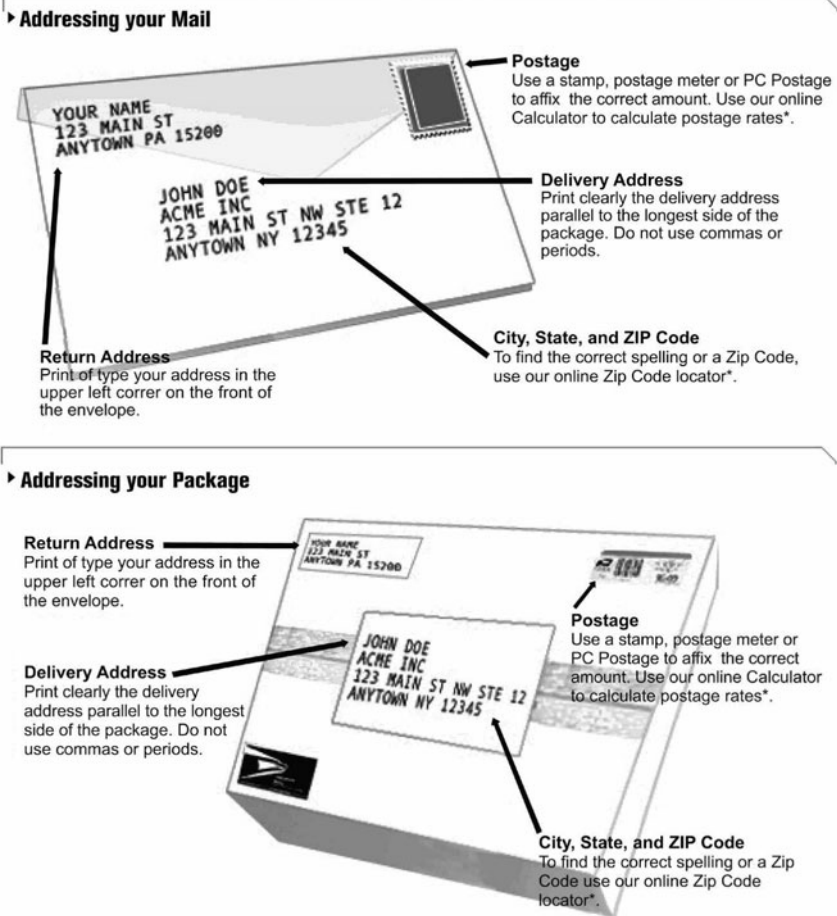 Addressing your Mail
Postage
Use a stamp, postage meter or PC Postage
to affix the correct amount. Use our online
Calculator to calculate postage rates*.
YOUR NAME
123 MAIN ST
ANYTOWN PA 15200
JOHN DOE
ACME INC
123 MAIN ST NW STE 12
ANYTOWN NY 12345
Delivery Address
Print clearly the delivery address
parallel to the longest side of the
package. Do not use commas or
periods.
City, State, and ZIP Code
To find the correct spelling or a Zip Code,
use our online Zip Code locator*.
Return Address
Print of type your address in the
upper left correr on the front of
the envelope.
Addressing your Package
Return Address
Print of type your address in the
upper left correr on the front of
the envelope.
YOUR NAME
123 MAIN ST
ANYTOWN PA 15200
Postage
Use a stamp, postage meter or
PC Postage to affix the correct
amount. Use our online Calculator
to calculate postage rates*.
Delivery Address
Print clearly the delivery
address parallel to the longest
side of the package. Do not
use commas or periods.
JOHN DOE
ACME INC
123 MAIN ST NW STE 12
ANYTOWN NY 12345
City, State, and ZIP Code
To find the correct spelling or a Zip
Code use our online Zip Code
locator*.